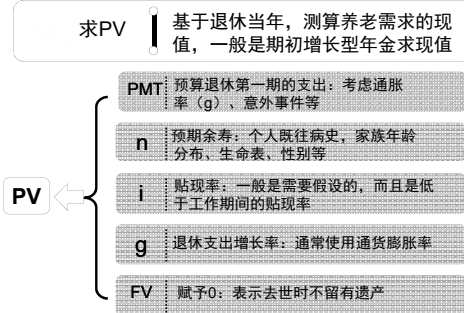 求PV
基于退休当年，测算养老需求的现
值，一般是期初增长型年金求现值
PMT
预算退休第一期的支出：考虑通胀
率（g）、意外事件等
n
预期余寿：个人既往病史，家族年龄
分布、生命表、性别等
PV
i
贴现率：一般是需要假设的，而且是低
于工作期间的贴现率
g
退休支出增长率：通常使用通货膨胀率
FV
赋予0：表示去世时不留有遗产